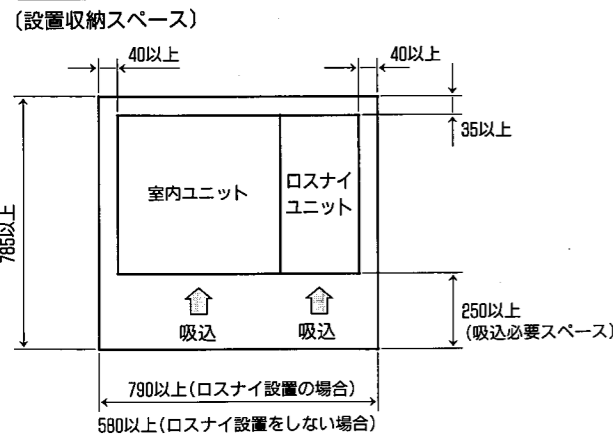 〔設置収納スペース〕
40以上
40以上
35以上
室内ユニット
ロスナイ
ユニット
785以上
吸込
吸込
250以上
(吸込必要スペース)
790以上(ロスナイ設置の場合)
580以上(ロスナイ設置をしない場合)